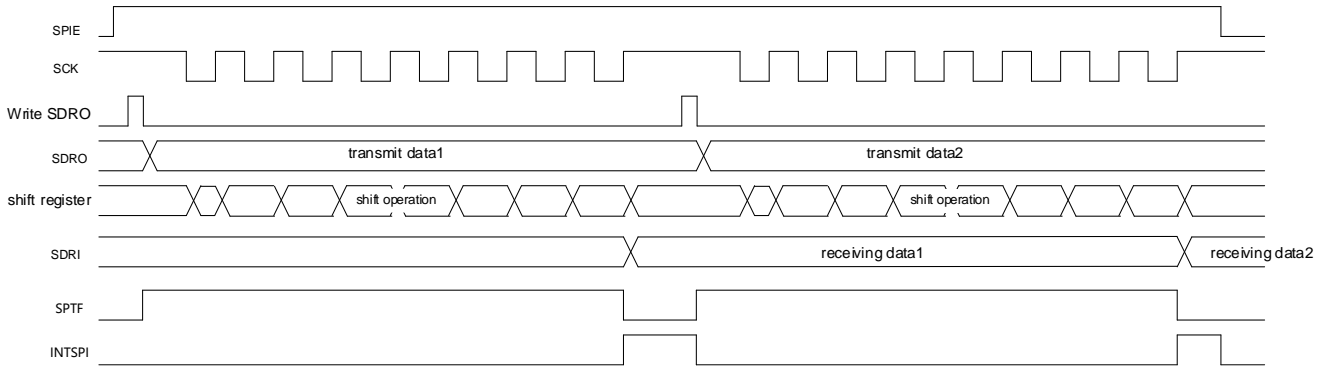 SPIE
SCK
Write SDRO
SDRO transmit data1 transmit data2
shift register shift operation shift operation
SDRI receiving data1 receiving data2
SPTF
INTSPI